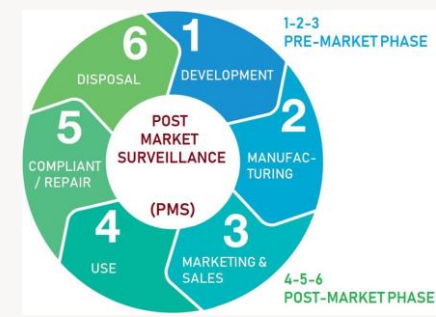 1-2-3
PRE-MARKET PHASE
1
DEVELOPMENT
2
MANUFAC-
TURING
3
MARKETING &
SALES
4
USE
5
COMPLIANT
/ REPAIR
6
DISPOSAL
POST
MARKET
SURVEILLANCE
(PMS)
4-5-6
POST-MARKET PHASE